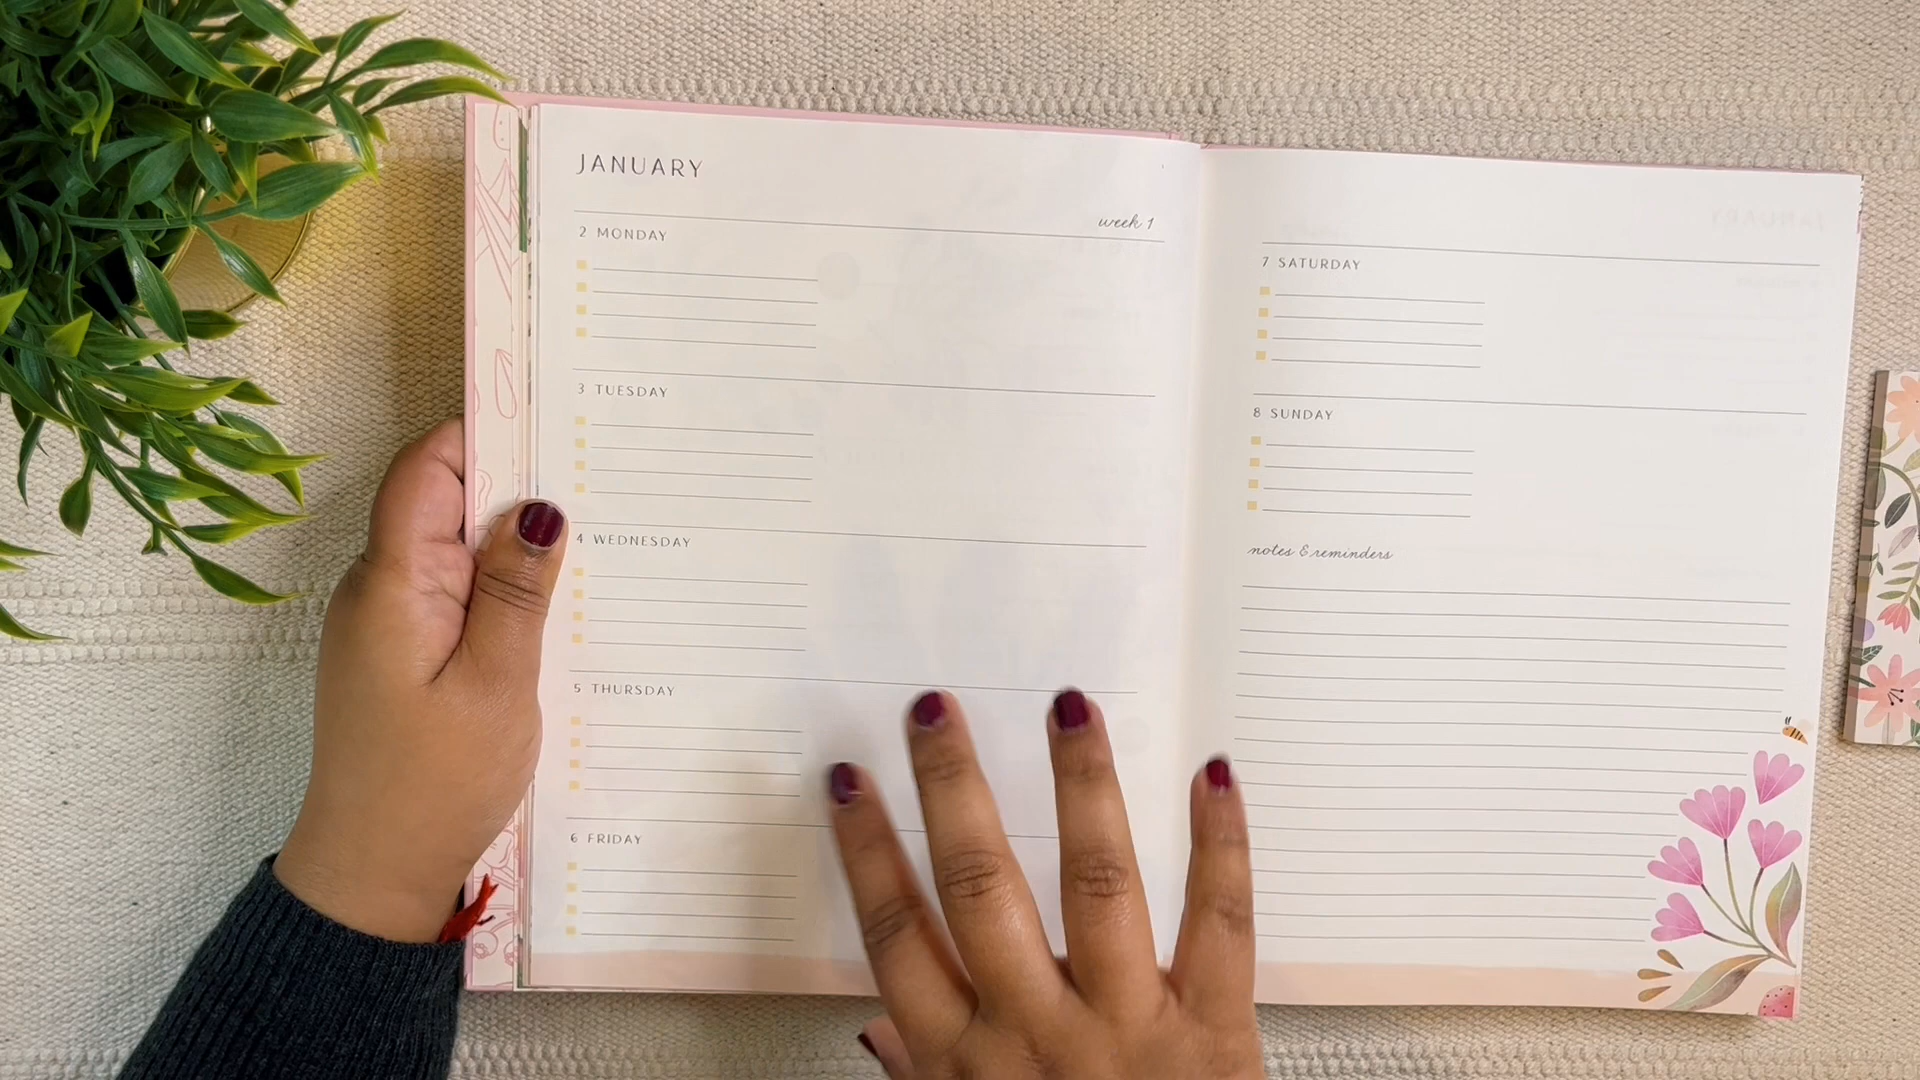 JANUARY
week 1
2 MONDAY
3 TUESDAY
4 WEDNESDAY
5 THURSDAY
6 FRIDAY
7 SATURDAY
8 SUNDAY
notes & reminders